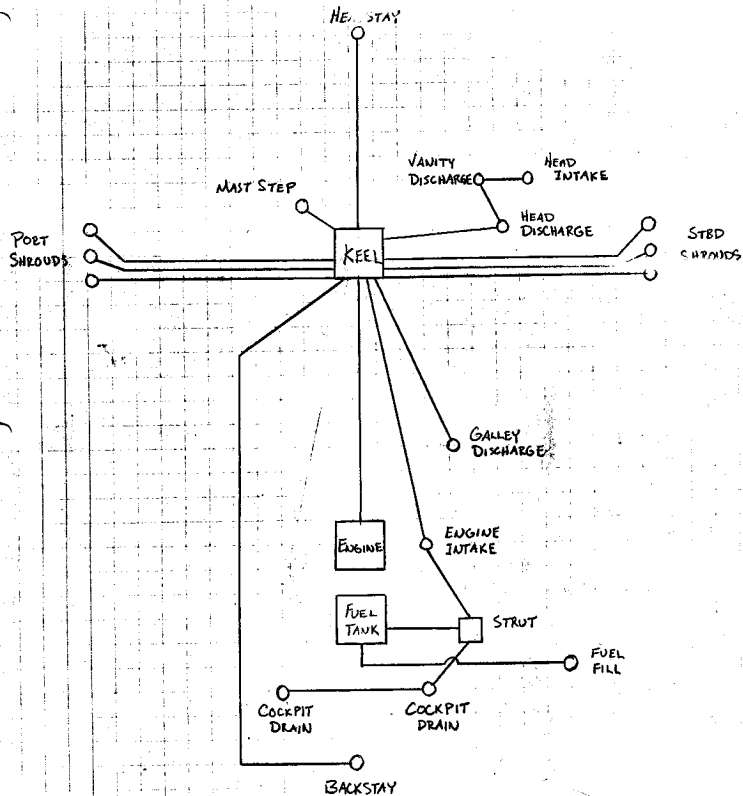 STAY
VANITY
DISCHARGE
HEAD
INTAKE
MAST STEP
HEAD
DISCHARGE
PORT
SHROUDS
KEEL
STBD
SHROUDS
GALLEY
DISCHARGE
ENGINE
ENGINE
INTAKE
FUEL
TANK
STRUT
FUEL
FILL
COCKPIT
DRAIN
COCKPIT
DRAIN
BACKSTAY